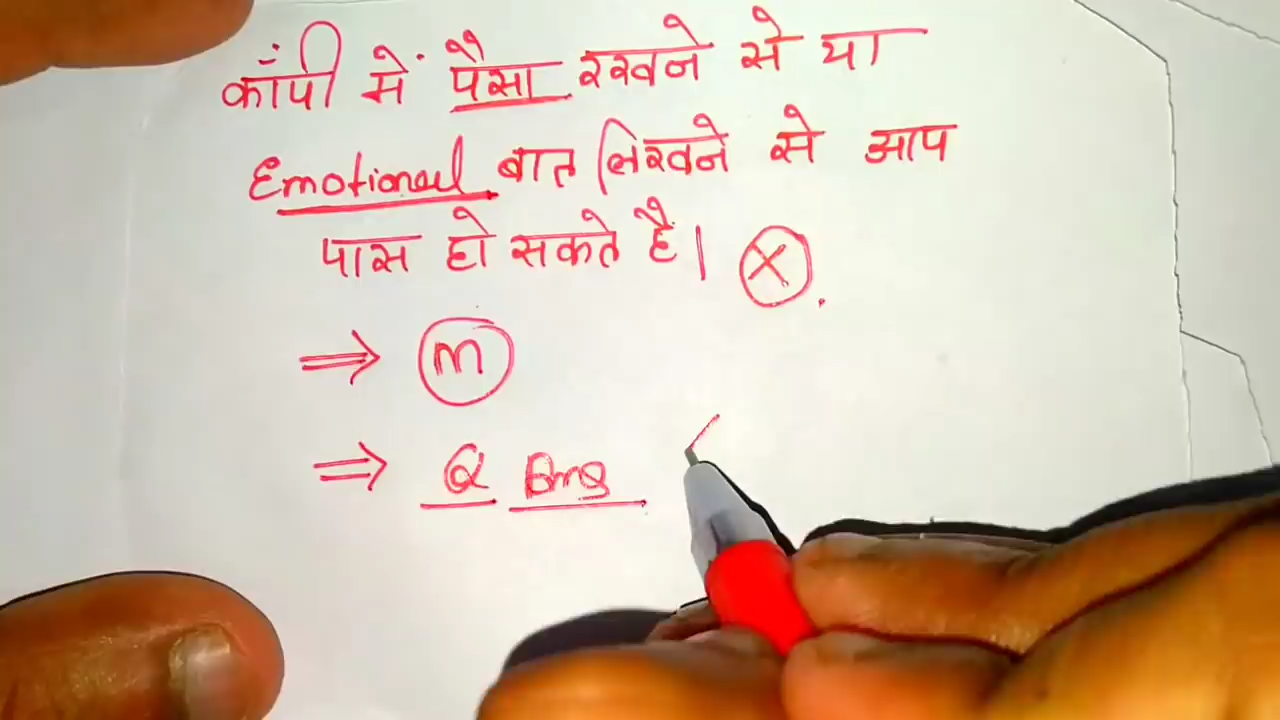 कॉपी में पैसा रखने से या
Emotional बात लिखने से आप
पास हो सकते है। X
⇒ m
⇒ Q Ans